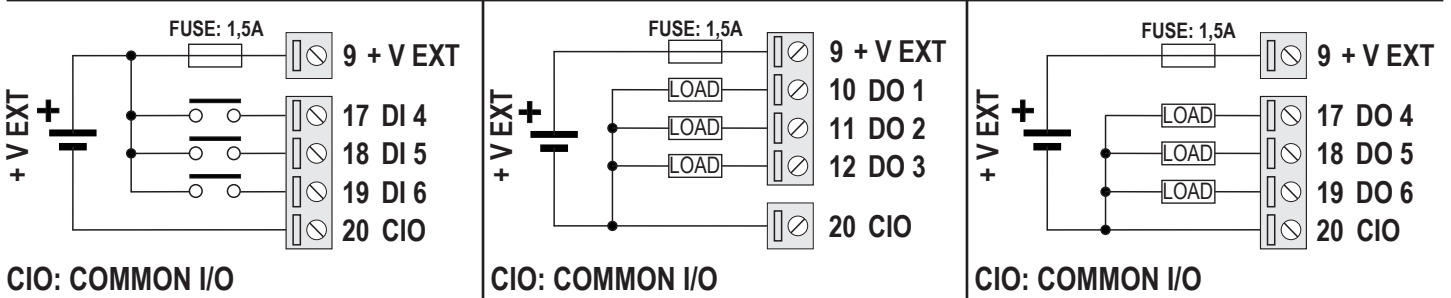 FUSE: 1,5A
9 + V EXT
+ V EXT
+
17 DI 4
18 DI 5
19 DI 6
20 CIO
CIO: COMMON I/O
FUSE: 1,5A
9 + V EXT
+ V EXT
+
LOAD
10 DO 1
LOAD
11 DO 2
LOAD
12 DO 3
20 CIO
CIO: COMMON I/O
FUSE: 1,5A
9 + V EXT
+ V EXT
+
LOAD
17 DO 4
LOAD
18 DO 5
LOAD
19 DO 6
20 CIO
CIO: COMMON I/O